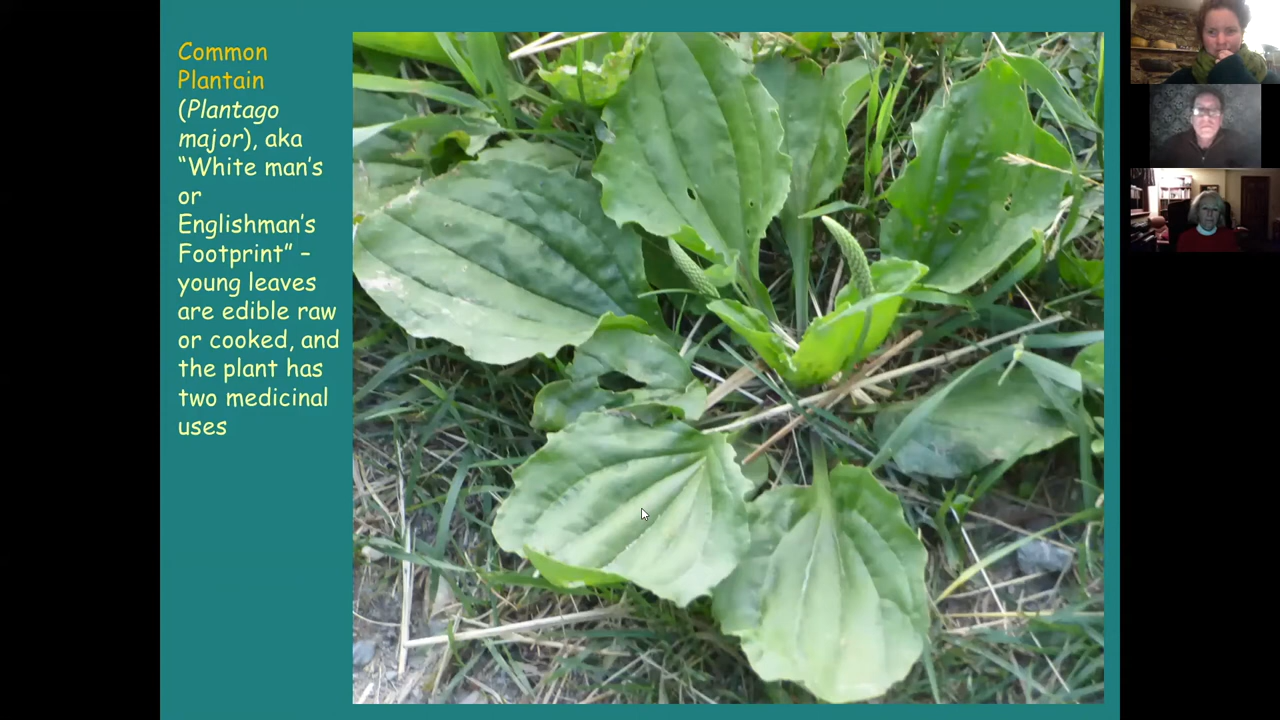 Common
Plantain
(Plantago
major), aka
“White man’s
or
Englishman’s
Footprint” –
young leaves
are edible raw
or cooked, and
the plant has
two medicinal
uses